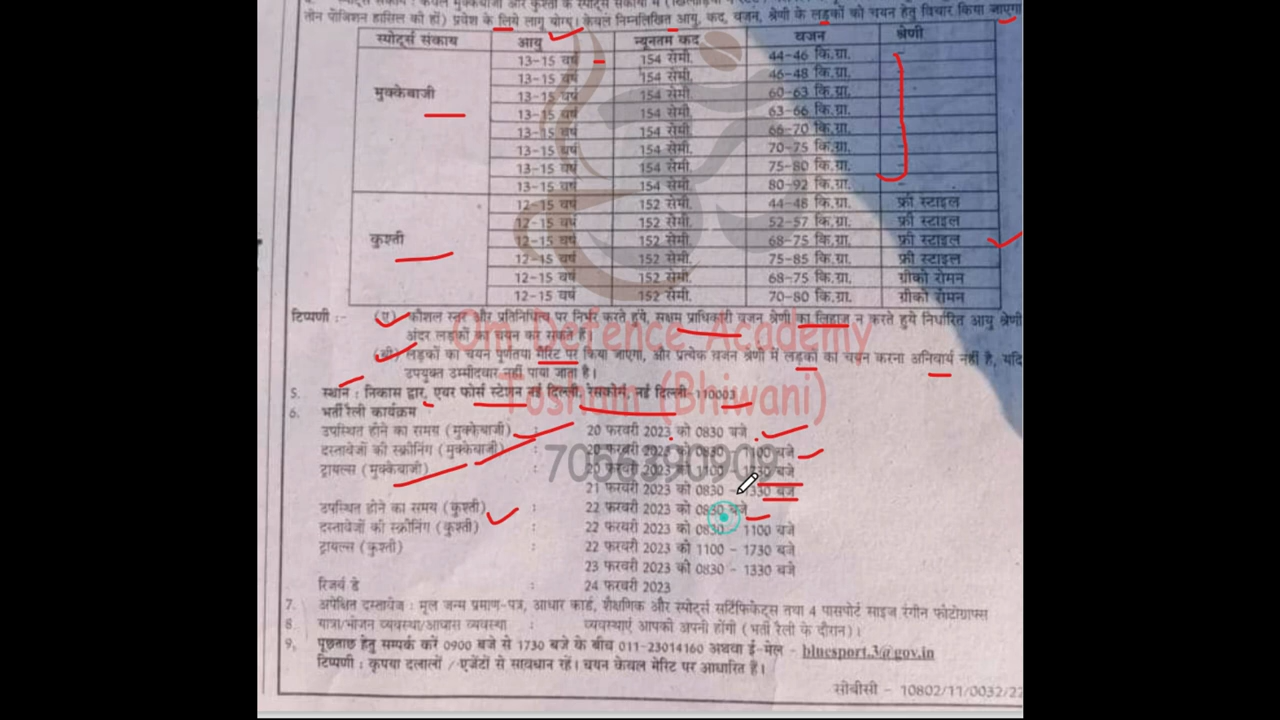 तीन पोजिशन हासिल की हों) प्रवेश के लिये लागू योग्य। केवल निम्नलिखित आयु, कद, वजन, श्रेणी के लड़कों को चयन हेतु विचार किया जाएगा
स्पोर्ट्स संकाय आयु न्यूनतम कद वजन श्रेणी
मुक्केबाजी 13-15 वर्ष 154 सेमी. 44-46 कि.ग्रा. -
13-15 वर्ष 154 सेमी. 46-48 कि.ग्रा. -
13-15 वर्ष 154 सेमी. 60-63 कि.ग्रा. -
13-15 वर्ष 154 सेमी. 63-66 कि.ग्रा. -
13-15 वर्ष 154 सेमी. 66-70 कि.ग्रा. -
13-15 वर्ष 154 सेमी. 70-75 कि.ग्रा. -
13-15 वर्ष 154 सेमी. 75-80 कि.ग्रा. -
13-15 वर्ष 154 सेमी. 80-92 कि.ग्रा. -
कुश्ती 12-15 वर्ष 152 सेमी. 44-48 कि.ग्रा. फ्री स्टाइल
12-15 वर्ष 152 सेमी. 52-57 कि.ग्रा. फ्री स्टाइल
12-15 वर्ष 152 सेमी. 68-75 कि.ग्रा. फ्री स्टाइल
12-15 वर्ष 152 सेमी. 75-85 कि.ग्रा. फ्री स्टाइल
12-15 वर्ष 152 सेमी. 68-75 कि.ग्रा. ग्रीको रोमन
12-15 वर्ष 152 सेमी. 70-80 कि.ग्रा. ग्रीको रोमन
टिप्पणी :- (ए) कौशल स्तर और प्रतिनिधित्व पर निर्भर करते हुये, सक्षम प्राधिकारी वजन श्रेणी का लिहाज न करते हुये निर्धारित आयु श्रेणी
अंदर लड़कों का चयन कर सकते हैं।
(बी) लड़कों का चयन पूर्णतया मैरिट पर किया जाएगा, और प्रत्येक वजन श्रेणी में लड़कों का चयन करना अनिवार्य नहीं है, यदि
उपयुक्त उम्मीदवार नहीं पाया जाता है।
Om Defence Academy
Tosham (Bhiwani)
7056390909
5. स्थान : निकास द्वार, एयर फोर्स स्टेशन नई दिल्ली, रेसकोर्स, नई दिल्ली-110003
6. भर्ती रैली कार्यक्रम
उपस्थित होने का समय (मुक्केबाजी) : 20 फरवरी 2023 को 0830 बजे
दस्तावेजों की स्क्रीनिंग (मुक्केबाजी) : 20 फरवरी 2023 को 0830 - 1100 बजे
ट्रायल्स (मुक्केबाजी) : 20 फरवरी 2023 को 1100 - 1730 बजे
21 फरवरी 2023 को 0830 - 1330 बजे
उपस्थित होने का समय (कुश्ती) : 22 फरवरी 2023 को 0830 बजे
दस्तावेजों की स्क्रीनिंग (कुश्ती) : 22 फरवरी 2023 को 0830 - 1100 बजे
ट्रायल्स (कुश्ती) : 22 फरवरी 2023 को 1100 - 1730 बजे
23 फरवरी 2023 को 0830 - 1330 बजे
रिजर्व डे : 24 फरवरी 2023
7. अपेक्षित दस्तावेज : मूल जन्म प्रमाण-पत्र, आधार कार्ड, शैक्षणिक और स्पोर्ट्स सर्टिफिकेट्स तथा 4 पासपोर्ट साइज रंगीन फोटोग्राफ्स
8. यात्रा/भोजन व्यवस्था/आवास व्यवस्था : व्यवस्थाएं आपको अपनी होंगी (भर्ती रैली के दौरान)।
9. पूछताछ हेतु सम्पर्क करें 0900 बजे से 1730 बजे के बीच 011-23014160 अथवा ई-मेल - bluesport.3@gov.in
टिप्पणी : कृपया दलालों / एजेंटों से सावधान रहें। चयन केवल मेरिट पर आधारित है।
सीबीसी - 10802/11/0032/22